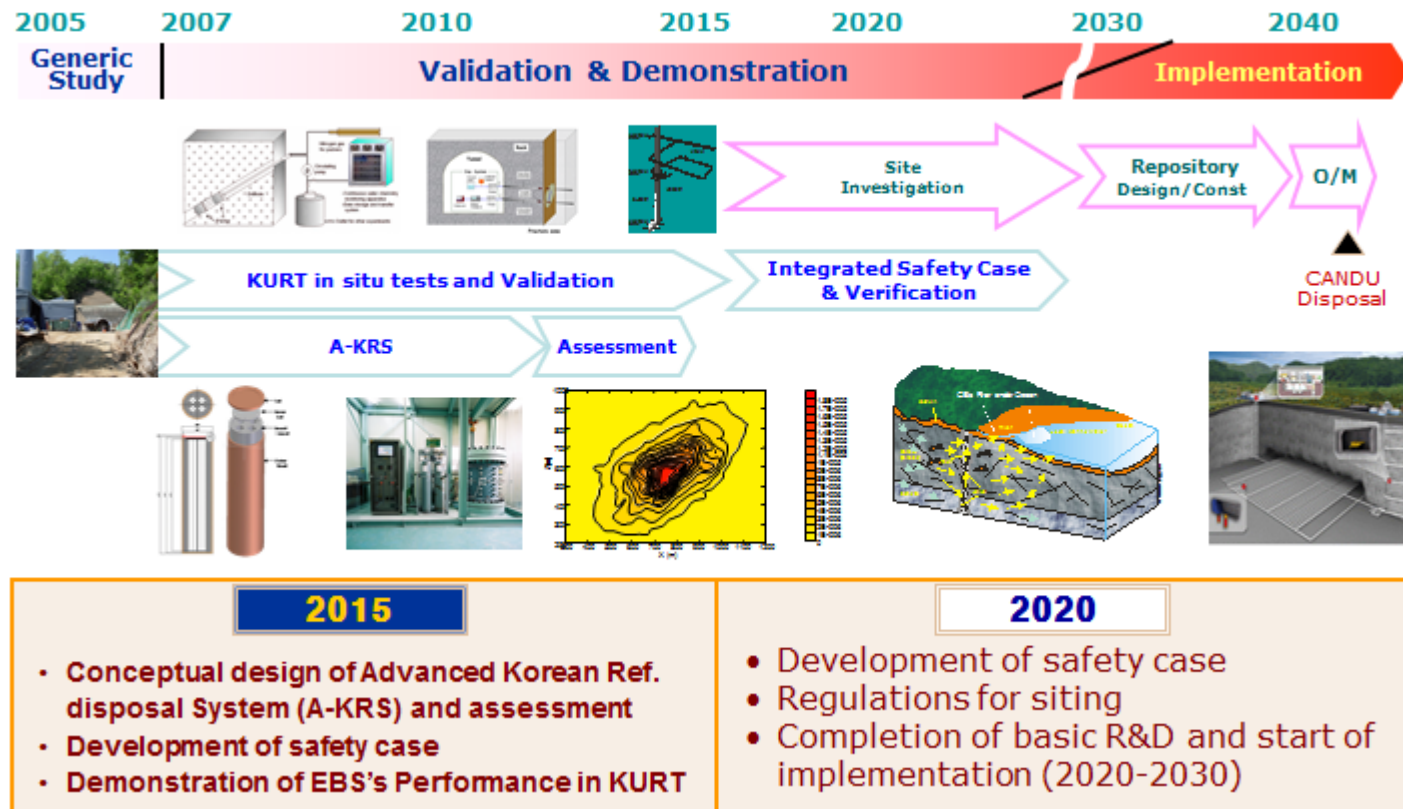 2005 2007 2010 2015 2020 2030 2040
Generic
Study
Validation & Demonstration
Implementation
Site
Investigation
Repository
Design/Const
O/M
KURT in situ tests and Validation
Integrated Safety Case
& Verification
CANDU
Disposal
A-KRS
Assessment
2015
• Conceptual design of Advanced Korean Ref.
disposal System (A-KRS) and assessment
• Development of safety case
• Demonstration of EBS's Performance in KURT
2020
• Development of safety case
• Regulations for siting
• Completion of basic R&D and start of
implementation (2020-2030)